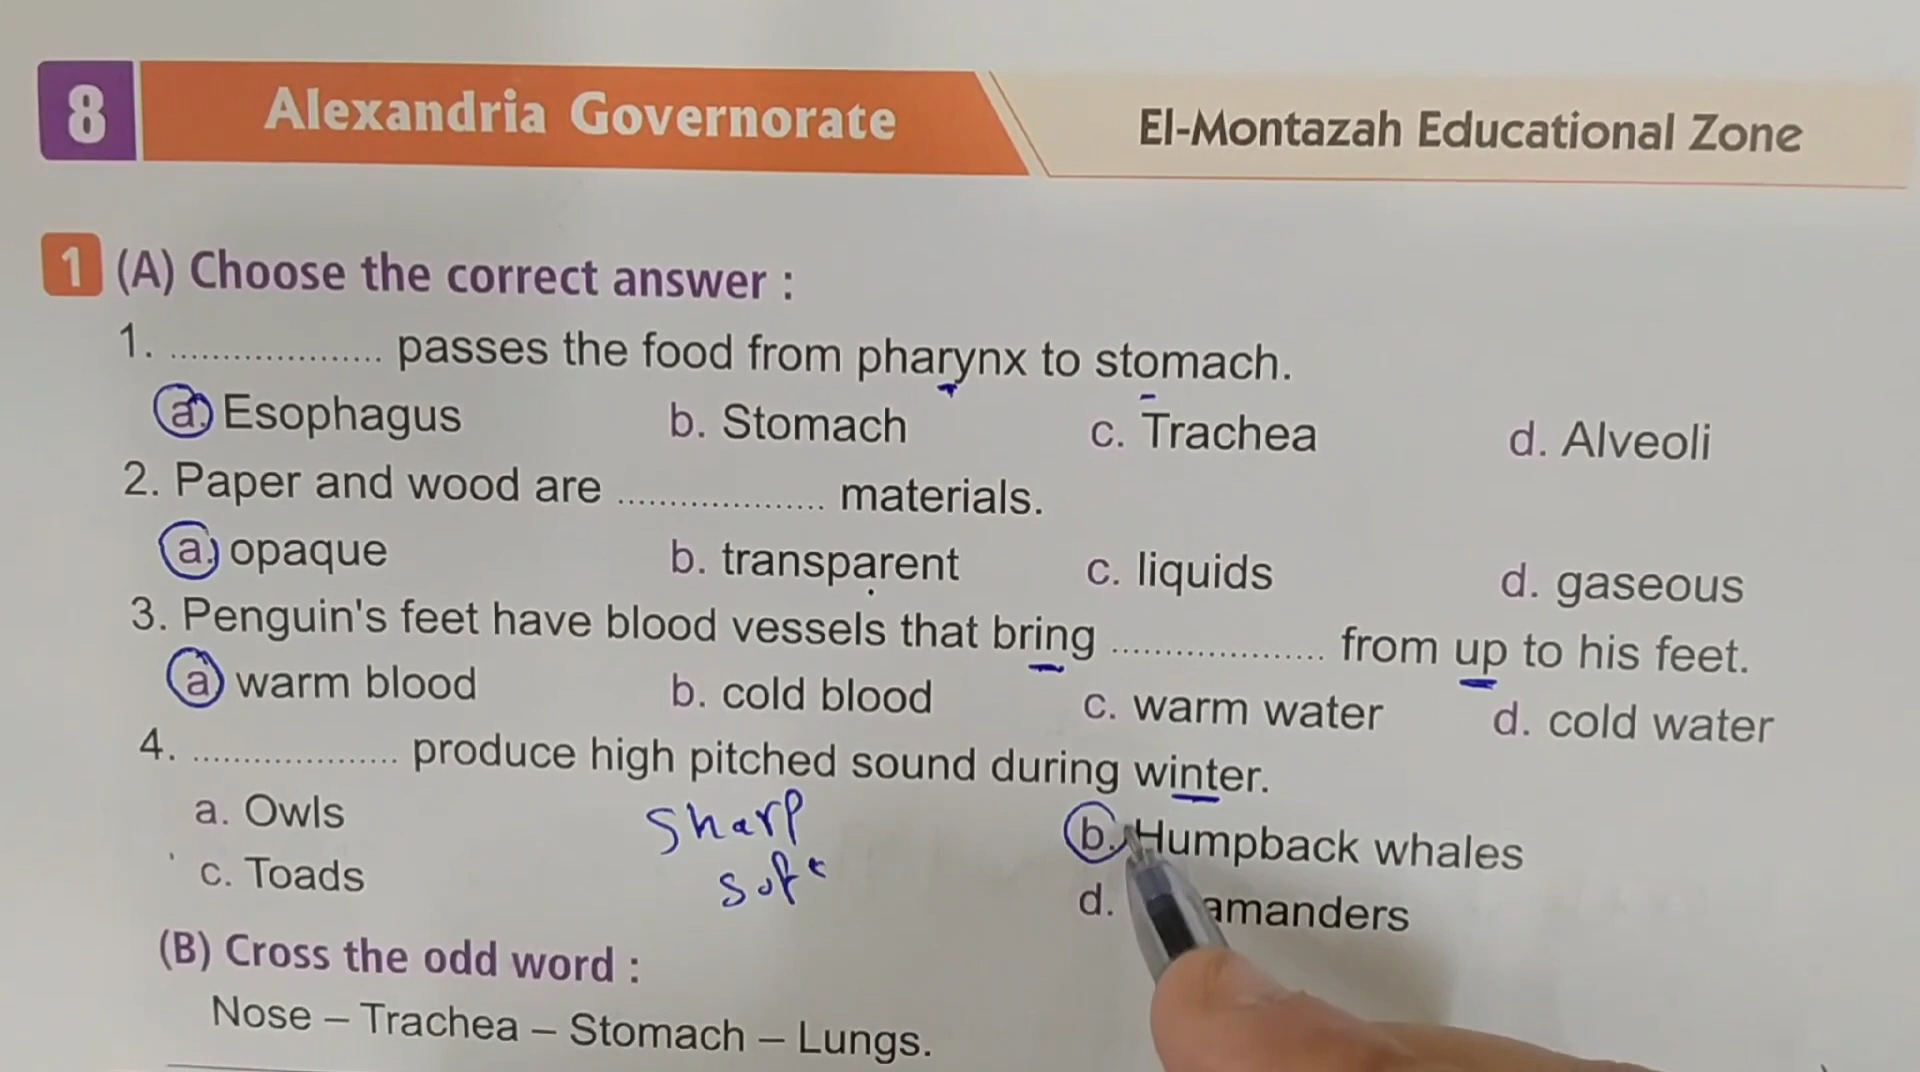 8 Alexandria Governorate El-Montazah Educational Zone
1 (A) Choose the correct answer :
1. .................... passes the food from pharynx to stomach.
a. Esophagus b. Stomach c. Trachea d. Alveoli
2. Paper and wood are .................... materials.
a. opaque b. transparent c. liquids d. gaseous
3. Penguin's feet have blood vessels that bring .................... from up to his feet.
a warm blood b. cold blood c. warm water d. cold water
4. .................... produce high pitched sound during winter.
a. Owls b. Humpback whales
Sharp
c. Toads d. amanders
soft
(B) Cross the odd word :
Nose – Trachea – Stomach – Lungs.